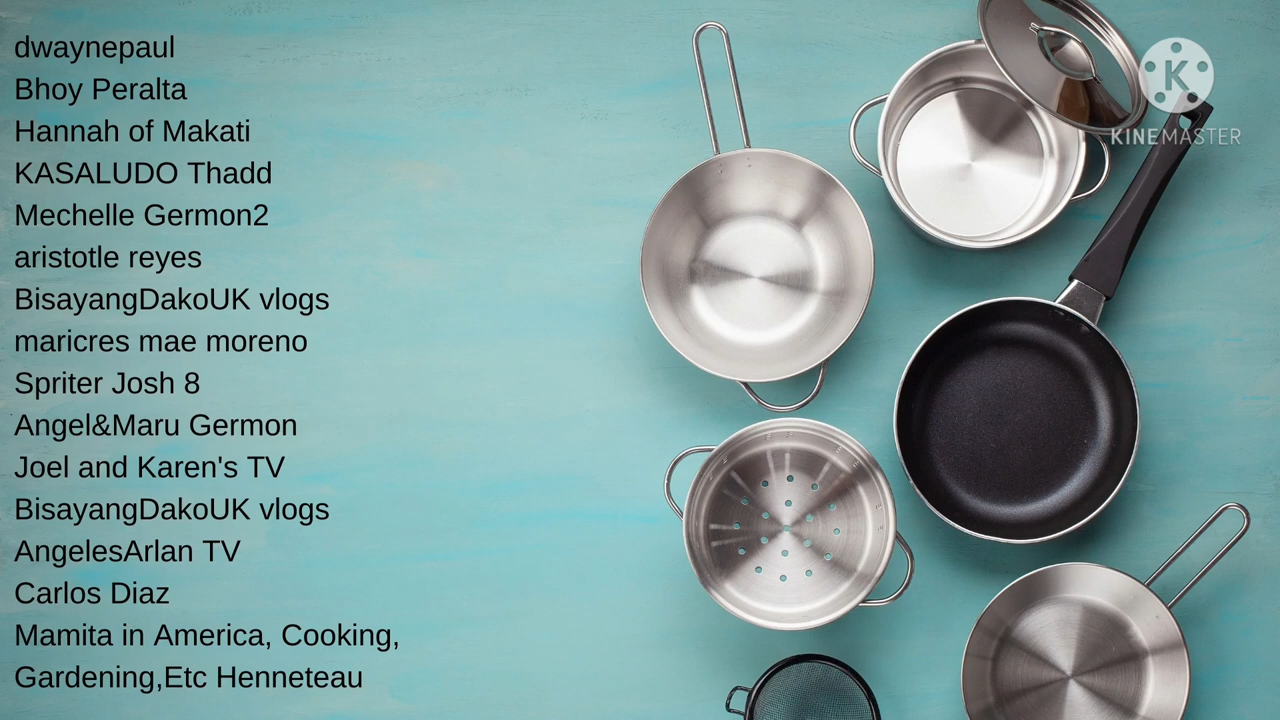 dwaynepaul
Bhoy Peralta
Hannah of Makati
KASALUDO Thadd
Mechelle Germon2
aristotle reyes
BisayangDakoUK vlogs
maricres mae moreno
Spriter Josh 8
Angel&Maru Germon
Joel and Karen's TV
BisayangDakoUK vlogs
AngelesArlan TV
Carlos Diaz
Mamita in America, Cooking,
Gardening,Etc Henneteau
K
KINEMASTER